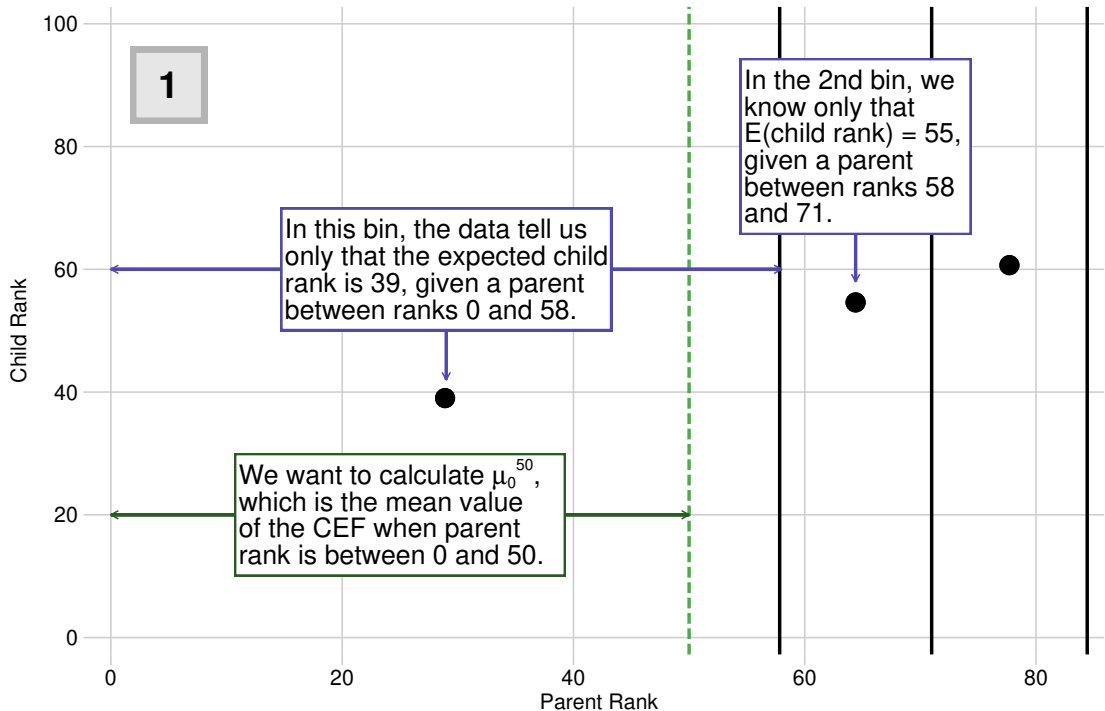 1
In the 2nd bin, we
know only that
E(child rank) = 55,
given a parent
between ranks 58
and 71.
In this bin, the data tell us
only that the expected child
rank is 39, given a parent
between ranks 0 and 58.
We want to calculate μ₀⁵⁰,
which is the mean value
of the CEF when parent
rank is between 0 and 50.
Child Rank
100
80
60
40
20
0
0 20 40 60 80
Parent Rank